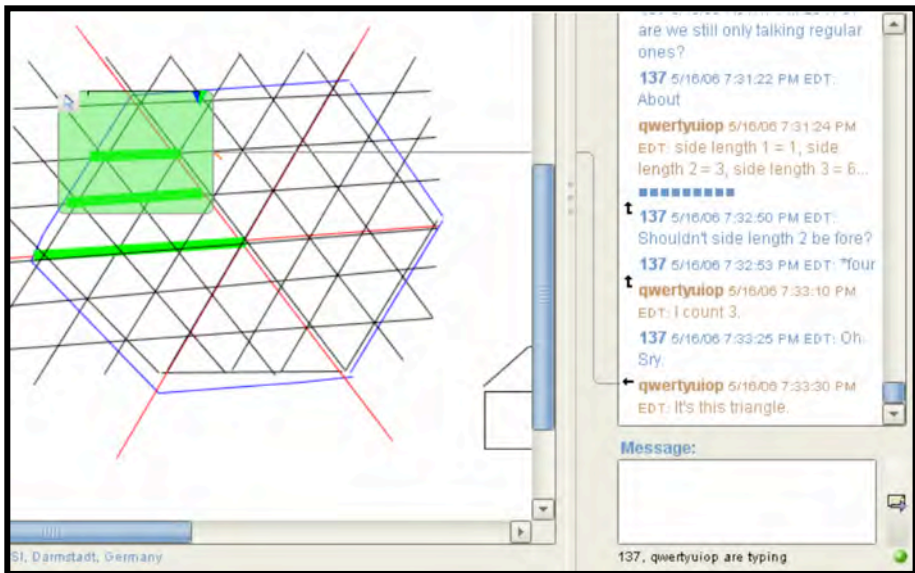 are we still only talking regular
ones?
137 5/16/06 7:31:22 PM EDT:
About
qwertyuiop 5/16/06 7:31:24 PM
EDT: side length 1 = 1, side
length 2 = 3, side length 3 = 6...
137 5/16/06 7:32:50 PM EDT:
Shouldn't side length 2 be fore?
137 5/16/06 7:32:53 PM EDT: *four
qwertyuiop 5/16/06 7:33:10 PM
EDT: I count 3.
137 5/16/06 7:33:25 PM EDT: Oh.
Sry.
qwertyuiop 5/16/06 7:33:30 PM
EDT: It's this triangle.
Message:
SI, Darmstadt, Germany
137, qwertyuiop are typing